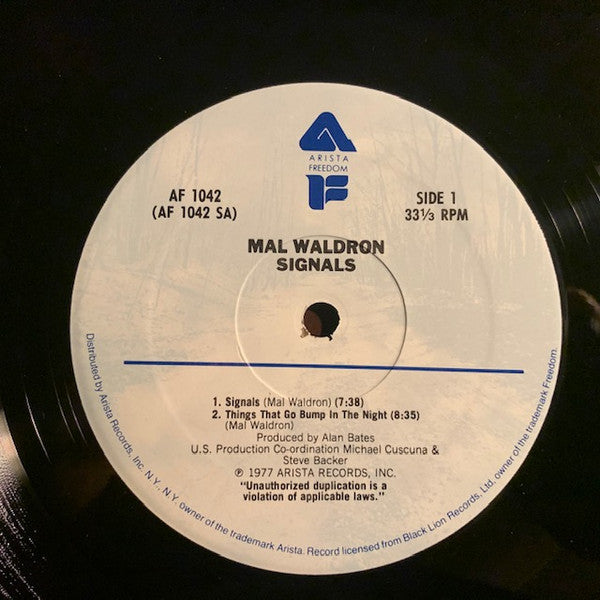 ARISTA
FREEDOM
AF 1042
(AF 1042 SA)
SIDE 1
33⅓ RPM
MAL WALDRON
SIGNALS
1. Signals (Mal Waldron) (7:38)
2. Things That Go Bump In The Night (8:35)
(Mal Waldron)
Produced by Alan Bates
U.S. Production Co-ordination Michael Cuscuna &
Steve Backer
℗ 1977 ARISTA RECORDS, INC.
"Unauthorized duplication is a
violation of applicable laws."
Distributed by Arista Records, Inc. N.Y., N.Y. owner of the trademark Arista. Record licensed from Black Lion Records, Ltd. owner of the trademark Freedom.